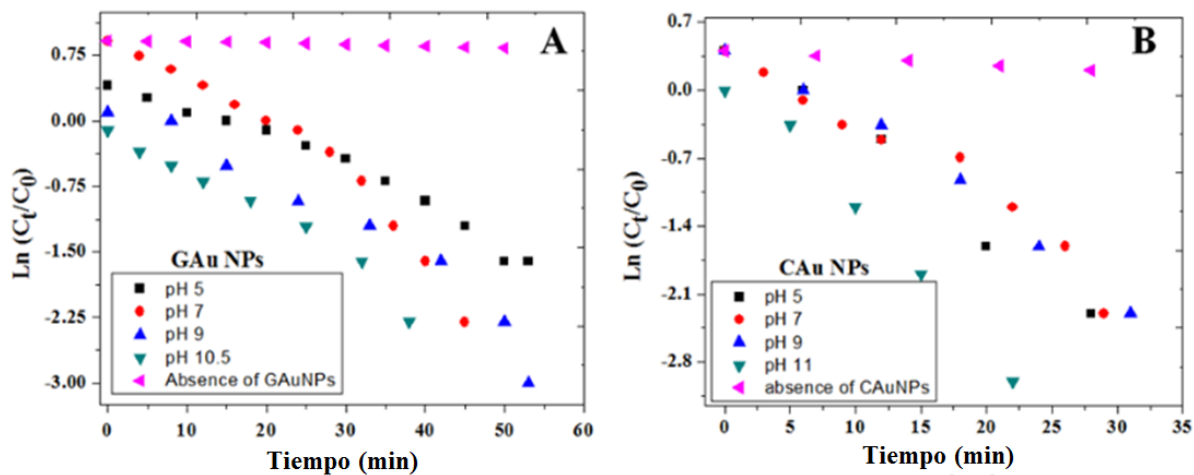 A
0.75
0.00
-0.75
-1.50
-2.25
-3.00
Ln (Ct/C0)
GAu NPs
pH 5
pH 7
pH 9
pH 10.5
Absence of GAuNPs
0 10 20 30 40 50 60
Tiempo (min)
B
0.7
0.0
-0.7
-1.4
-2.1
-2.8
Ln (Ct/C0)
CAu NPs
pH 5
pH 7
pH 9
pH 11
absence of CAuNPs
0 5 10 15 20 25 30 35
Tiempo (min)